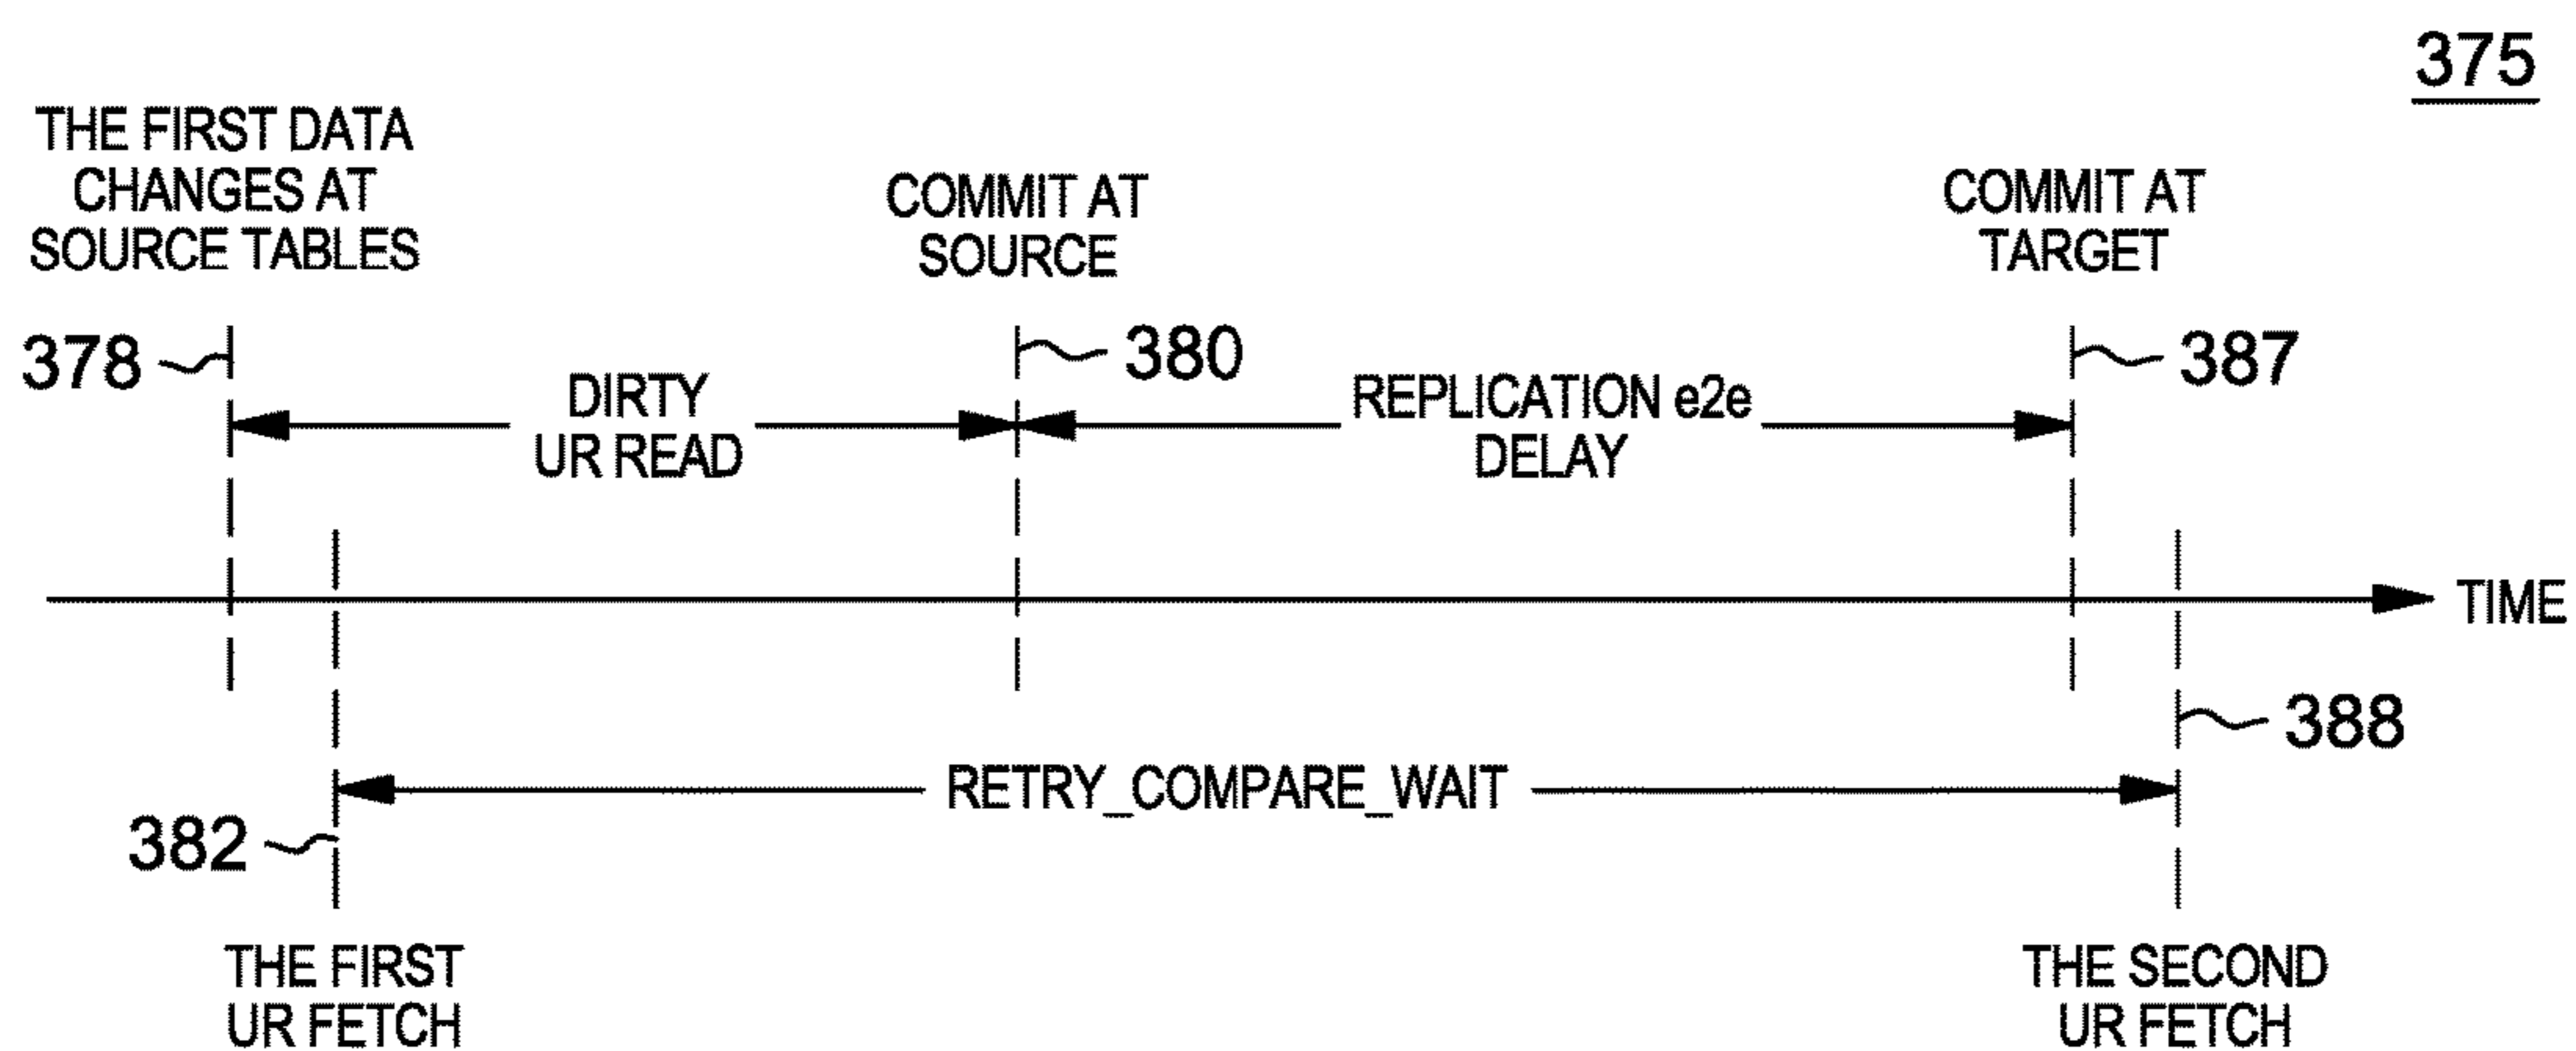 375
THE FIRST DATA
CHANGES AT
SOURCE TABLES
COMMIT AT
SOURCE
COMMIT AT
TARGET
378
380
387
DIRTY
UR READ
REPLICATION e2e
DELAY
TIME
388
RETRY_COMPARE_WAIT
382
THE FIRST
UR FETCH
THE SECOND
UR FETCH